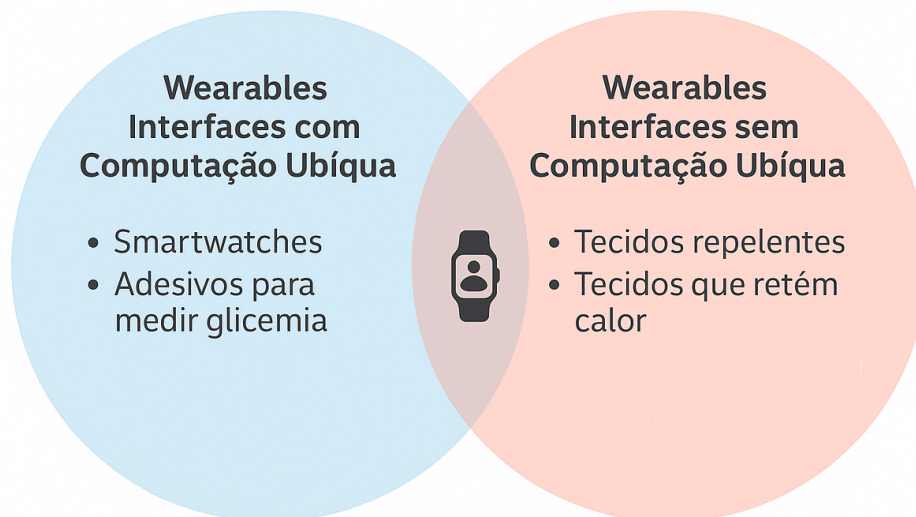 Wearables
Interfaces com
Computação Ubíqua
• Smartwatches
• Adesivos para
medir glicemia
Wearables
Interfaces sem
Computação Ubíqua
• Tecidos repelentes
• Tecidos que retém
calor